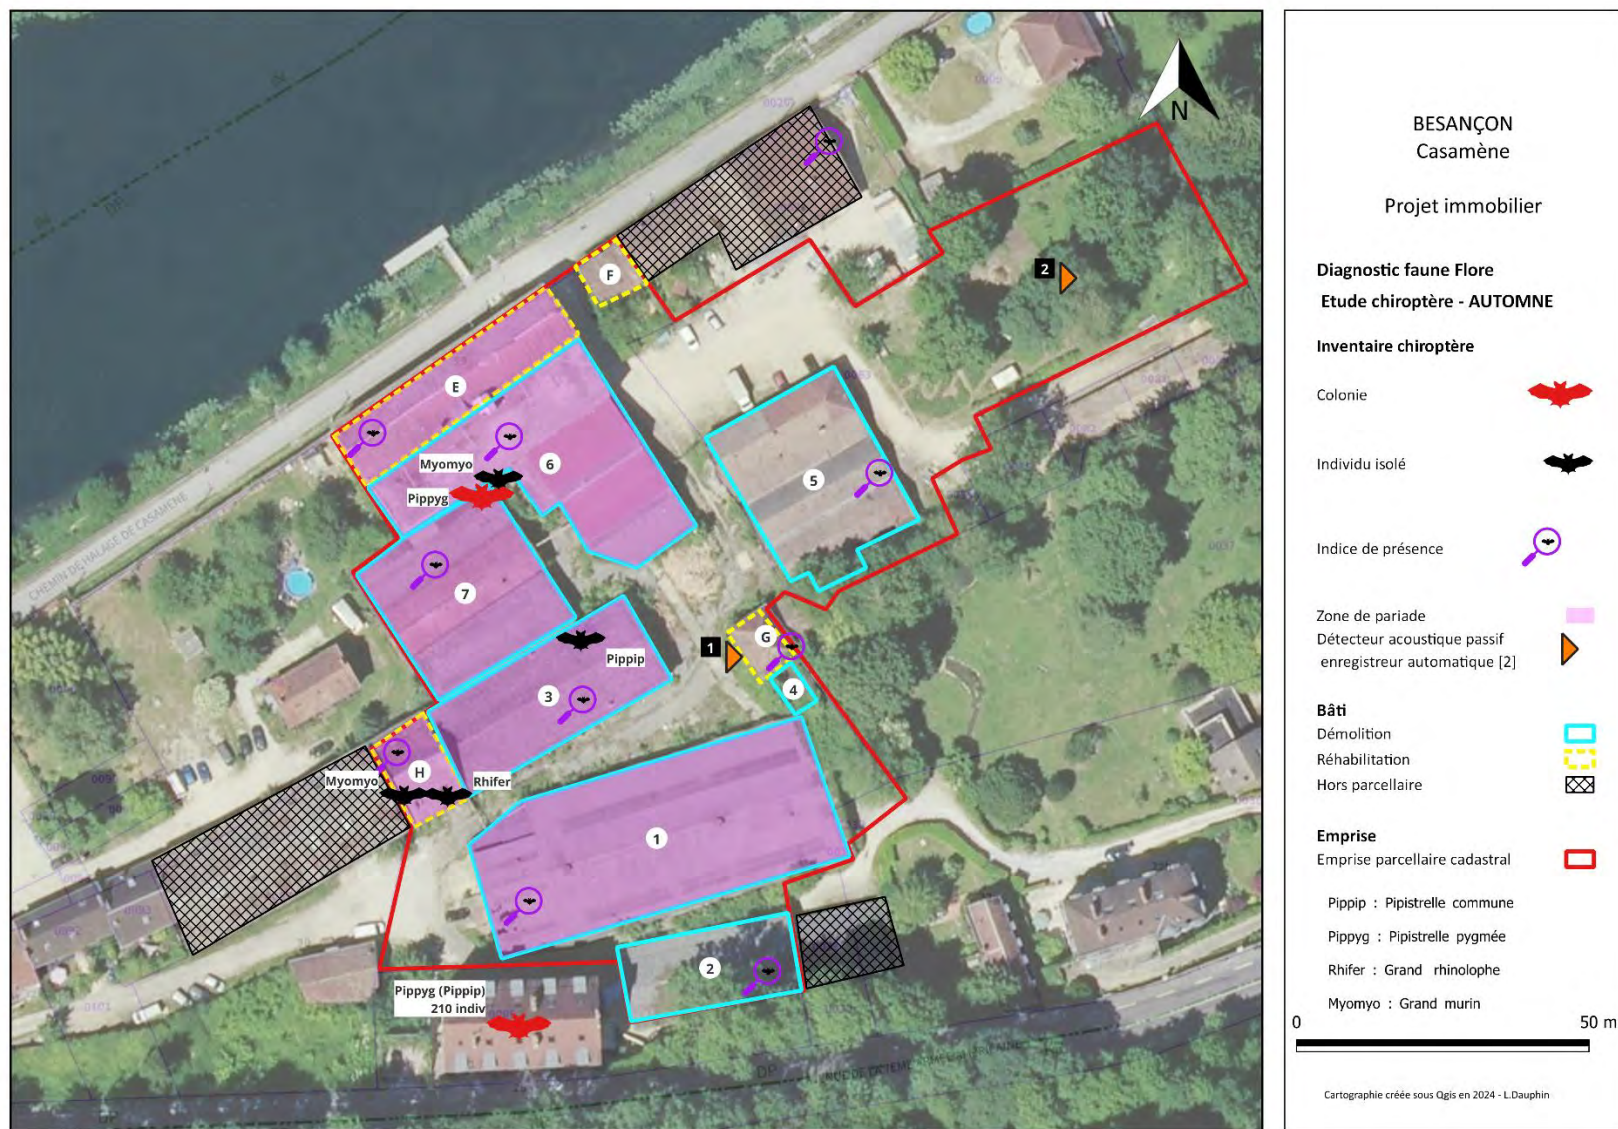 BESANÇON
Casamène
Projet immobilier
Diagnostic faune Flore
Etude chiroptère - AUTOMNE
Inventaire chiroptère
Colonie
Individu isolé
Indice de présence
Zone de pariade
Détecteur acoustique passif
enregistreur automatique [2]
Bâti
Démolition
Réhabilitation
Hors parcellaire
Emprise
Emprise parcellaire cadastral
Pippip : Pipistrelle commune
Pippyg : Pipistrelle pygmée
Rhifer : Grand rhinolophe
Myomyo : Grand murin
0 50 m
Cartographie créée sous Qgis en 2024 - L.Dauphin
N
2
F
E
6
Myomyo
Pippyg
5
7
CHEMIN DE HALAGE DE CASAMÈNE
G
1
Pippip
3
4
H
Myomyo
Rhifer
1
2
Pippyg (Pippip)
210 indiv
DP